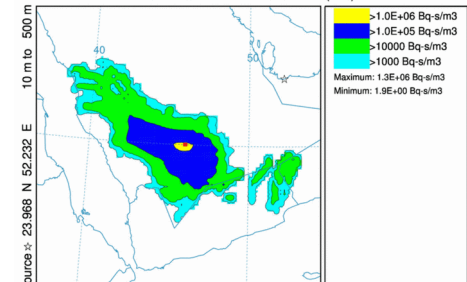 >1.0E+06 Bq-s/m3
>1.0E+05 Bq-s/m3
>10000 Bq-s/m3
>1000 Bq-s/m3
Maximum: 1.3E+06 Bq-s/m3
Minimum: 1.9E+00 Bq-s/m3
10 m to 500 m
40
50
23.968 N 52.232 E